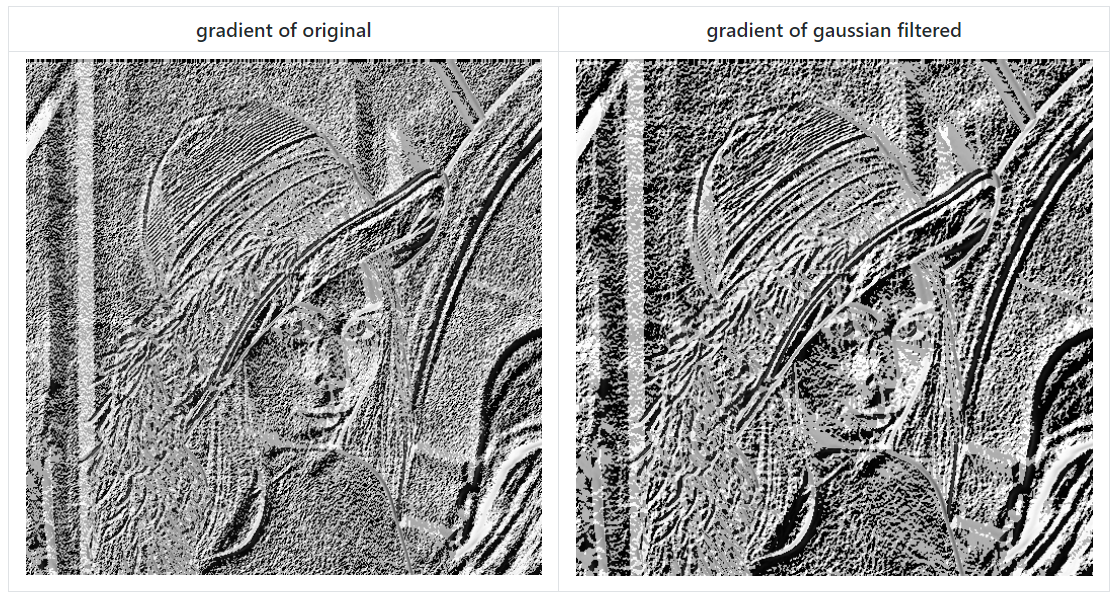 gradient of original
gradient of gaussian filtered